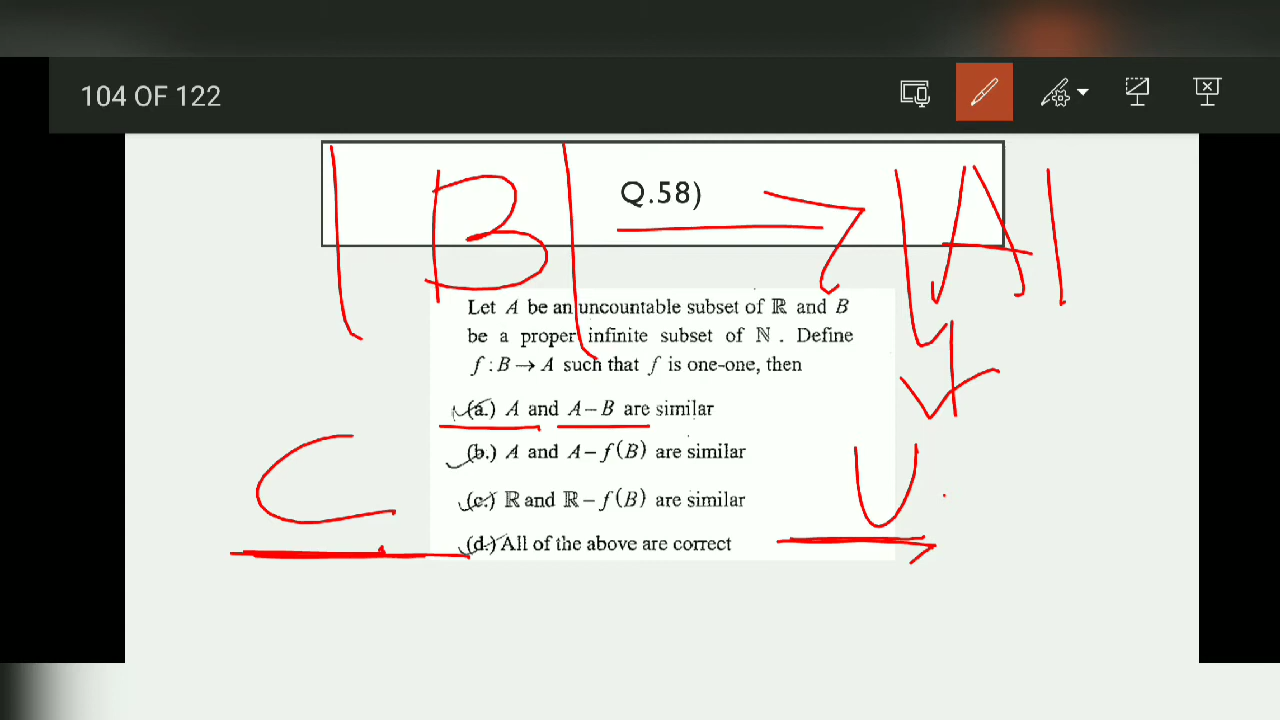 104 OF 122
Q.58)
|B|
|A|
Let A be an uncountable subset of ℝ and B
be a proper infinite subset of ℕ . Define
f : B → A such that f is one-one, then
(a.) A and A – B are similar
(b.) A and A – f(B) are similar
(c.) ℝ and ℝ – f(B) are similar
(d.) All of the above are correct
C
U